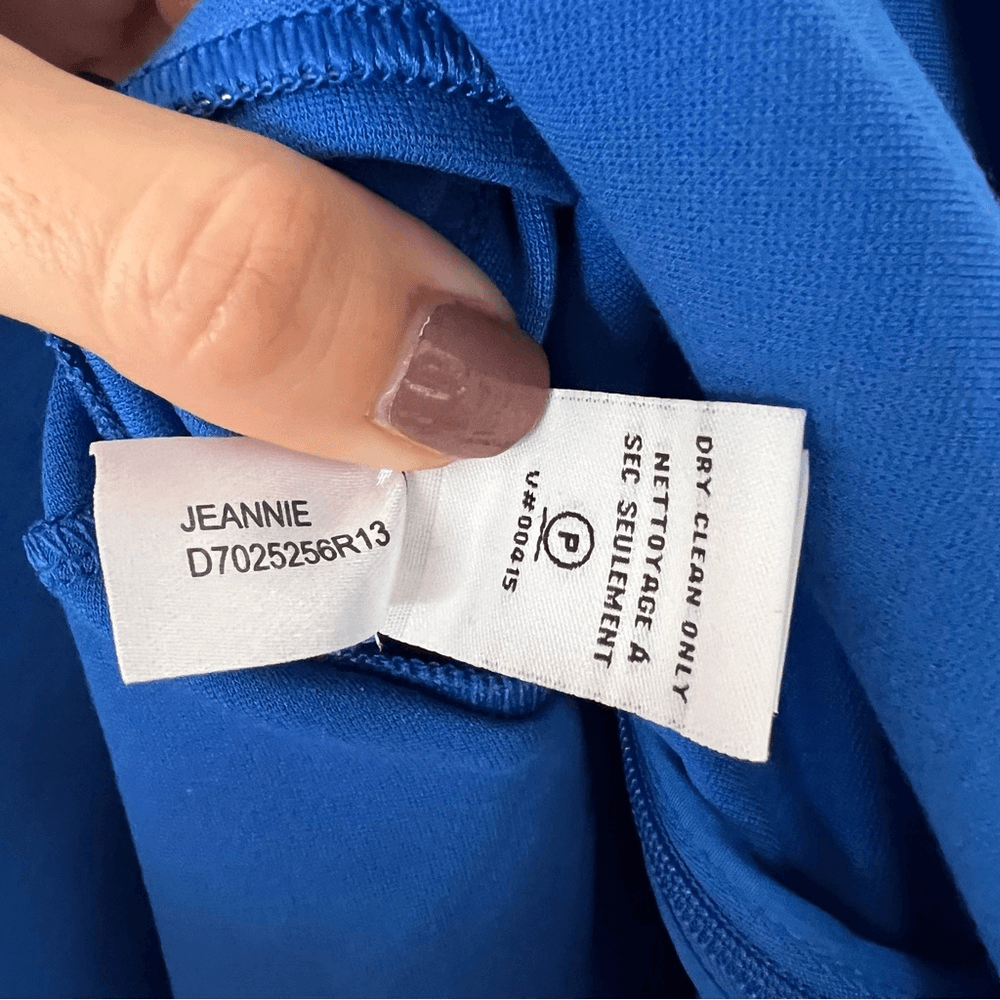 JEANNIE
D7025256R13
DRY CLEAN ONLY
NETTOYAGE À
SEC SEULEMENT
P
V#00415